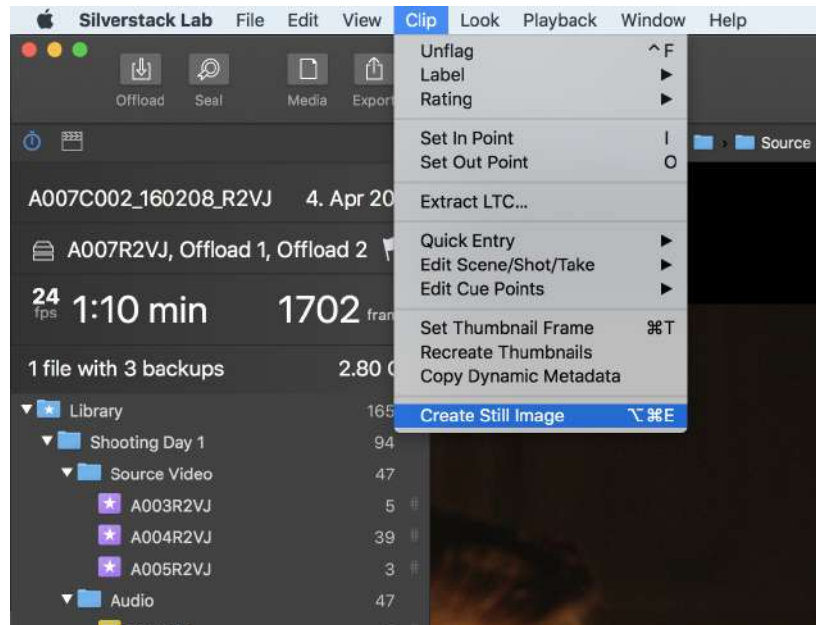 Silverstack Lab File Edit View Clip Look Playback Window Help
Offload Seal Media Export
Unflag ^F
Label ▶
Rating ▶
Set In Point I
Set Out Point O
Extract LTC...
Quick Entry ▶
Edit Scene/Shot/Take ▶
Edit Cue Points ▶
Set Thumbnail Frame ⌘T
Recreate Thumbnails
Copy Dynamic Metadata
Create Still Image ⌥⌘E
Source
A007C002_160208_R2VJ 4. Apr 20
A007R2VJ, Offload 1, Offload 2
24 fps 1:10 min 1702 fran
1 file with 3 backups 2.80
Library 165
Shooting Day 1 94
Source Video 47
A003R2VJ 5 #
A004R2VJ 39 #
A005R2VJ 3 #
Audio 47